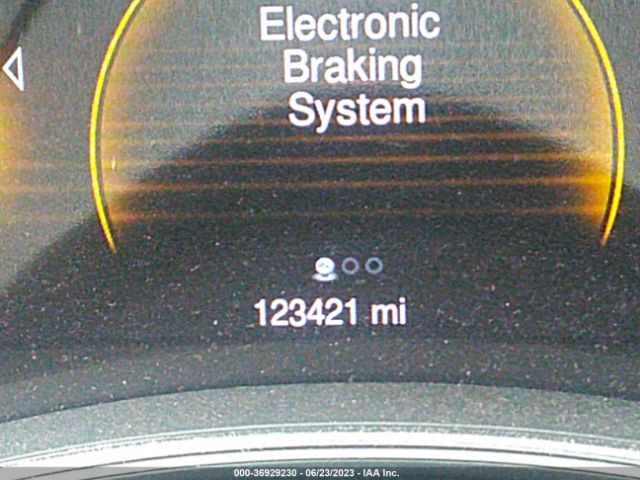 Electronic
Braking
System
123421 mi
000-36929230 - 06/23/2023 - IAA Inc.